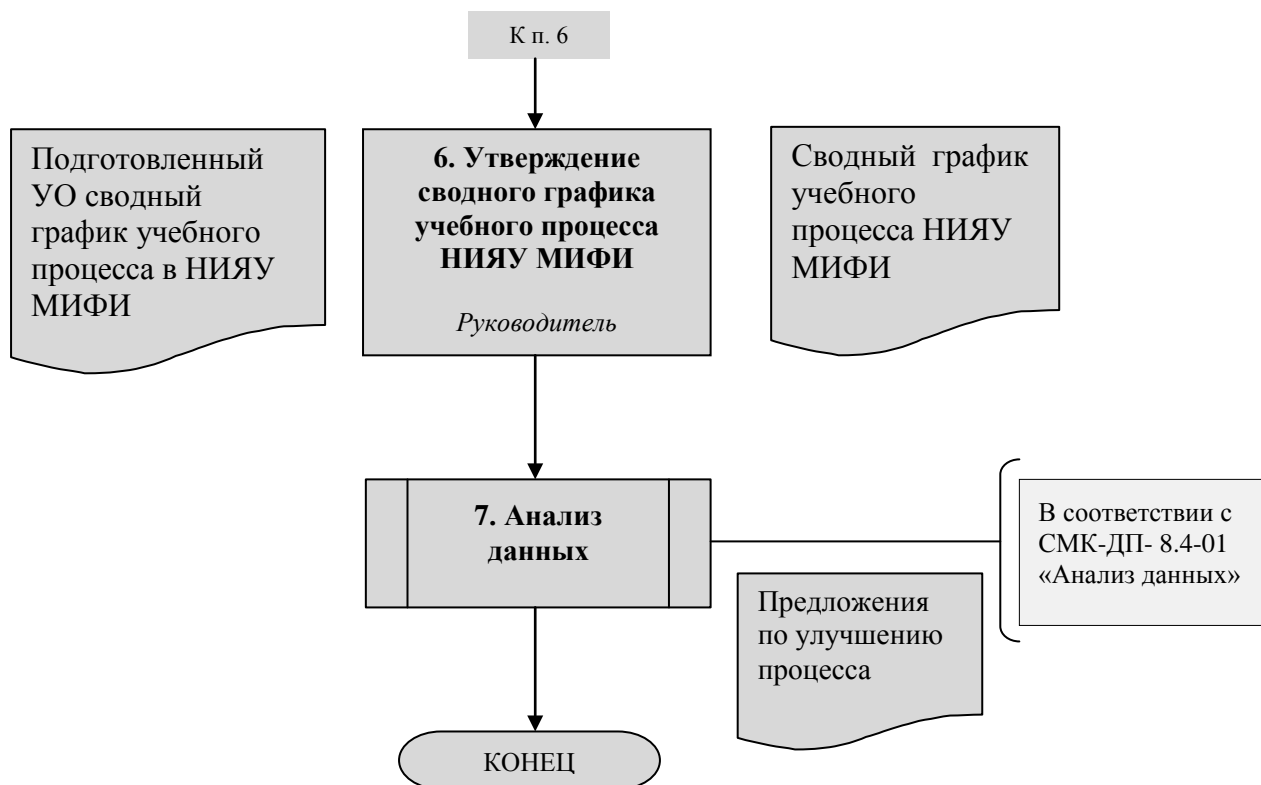 К п. 6
Подготовленный
УО сводный
график учебного
процесса в НИЯУ
МИФИ
6. Утверждение
сводного графика
учебного процесса
НИЯУ МИФИ
Руководитель
Сводный график
учебного
процесса НИЯУ
МИФИ
7. Анализ
данных
В соответствии с
СМК-ДП- 8.4-01
«Анализ данных»
Предложения
по улучшению
процесса
КОНЕЦ